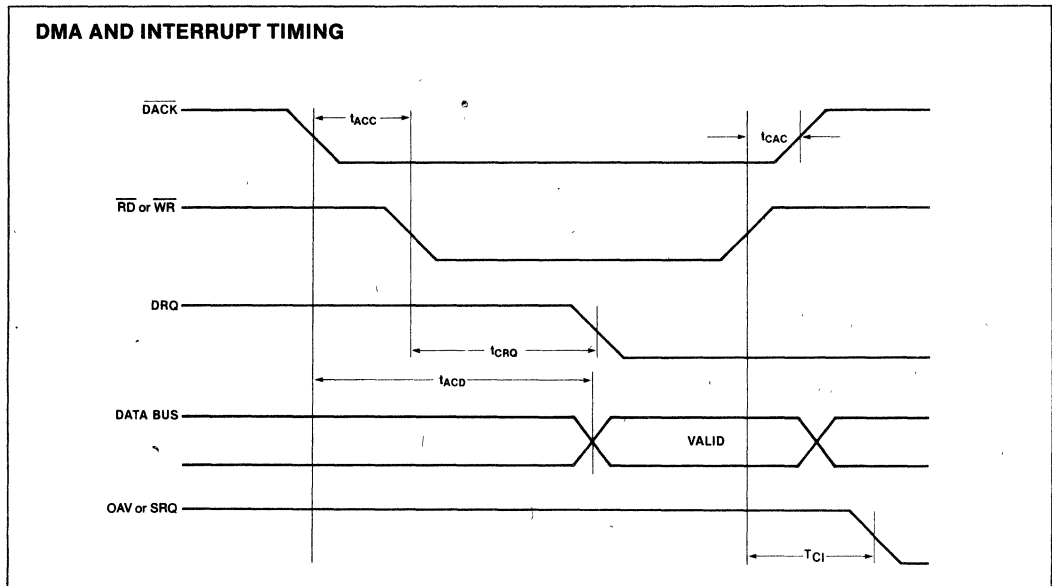 DMA AND INTERRUPT TIMING
DACK
tACC
tCAC
RD or WR
DRQ
tCRQ
tACD
DATA BUS
VALID
OAV or SRQ
TCI